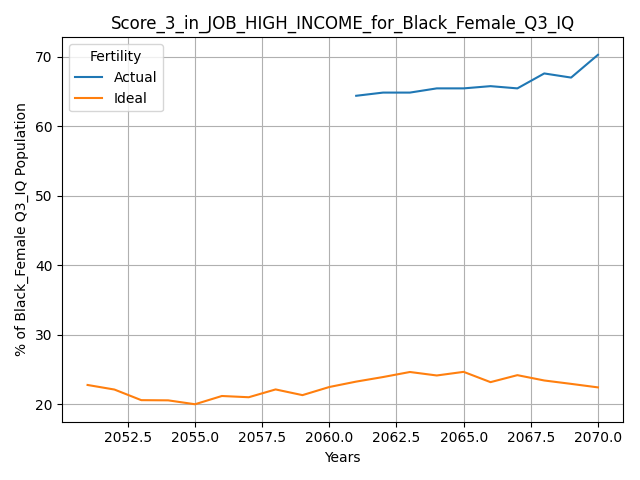 Score_3_in_JOB_HIGH_INCOME_for_Black_Female_Q3_IQ
Fertility
Actual
Ideal
% of Black_Female Q3_IQ Population
70
60
50
40
30
20
2052.5 2055.0 2057.5 2060.0 2062.5 2065.0 2067.5 2070.0
Years